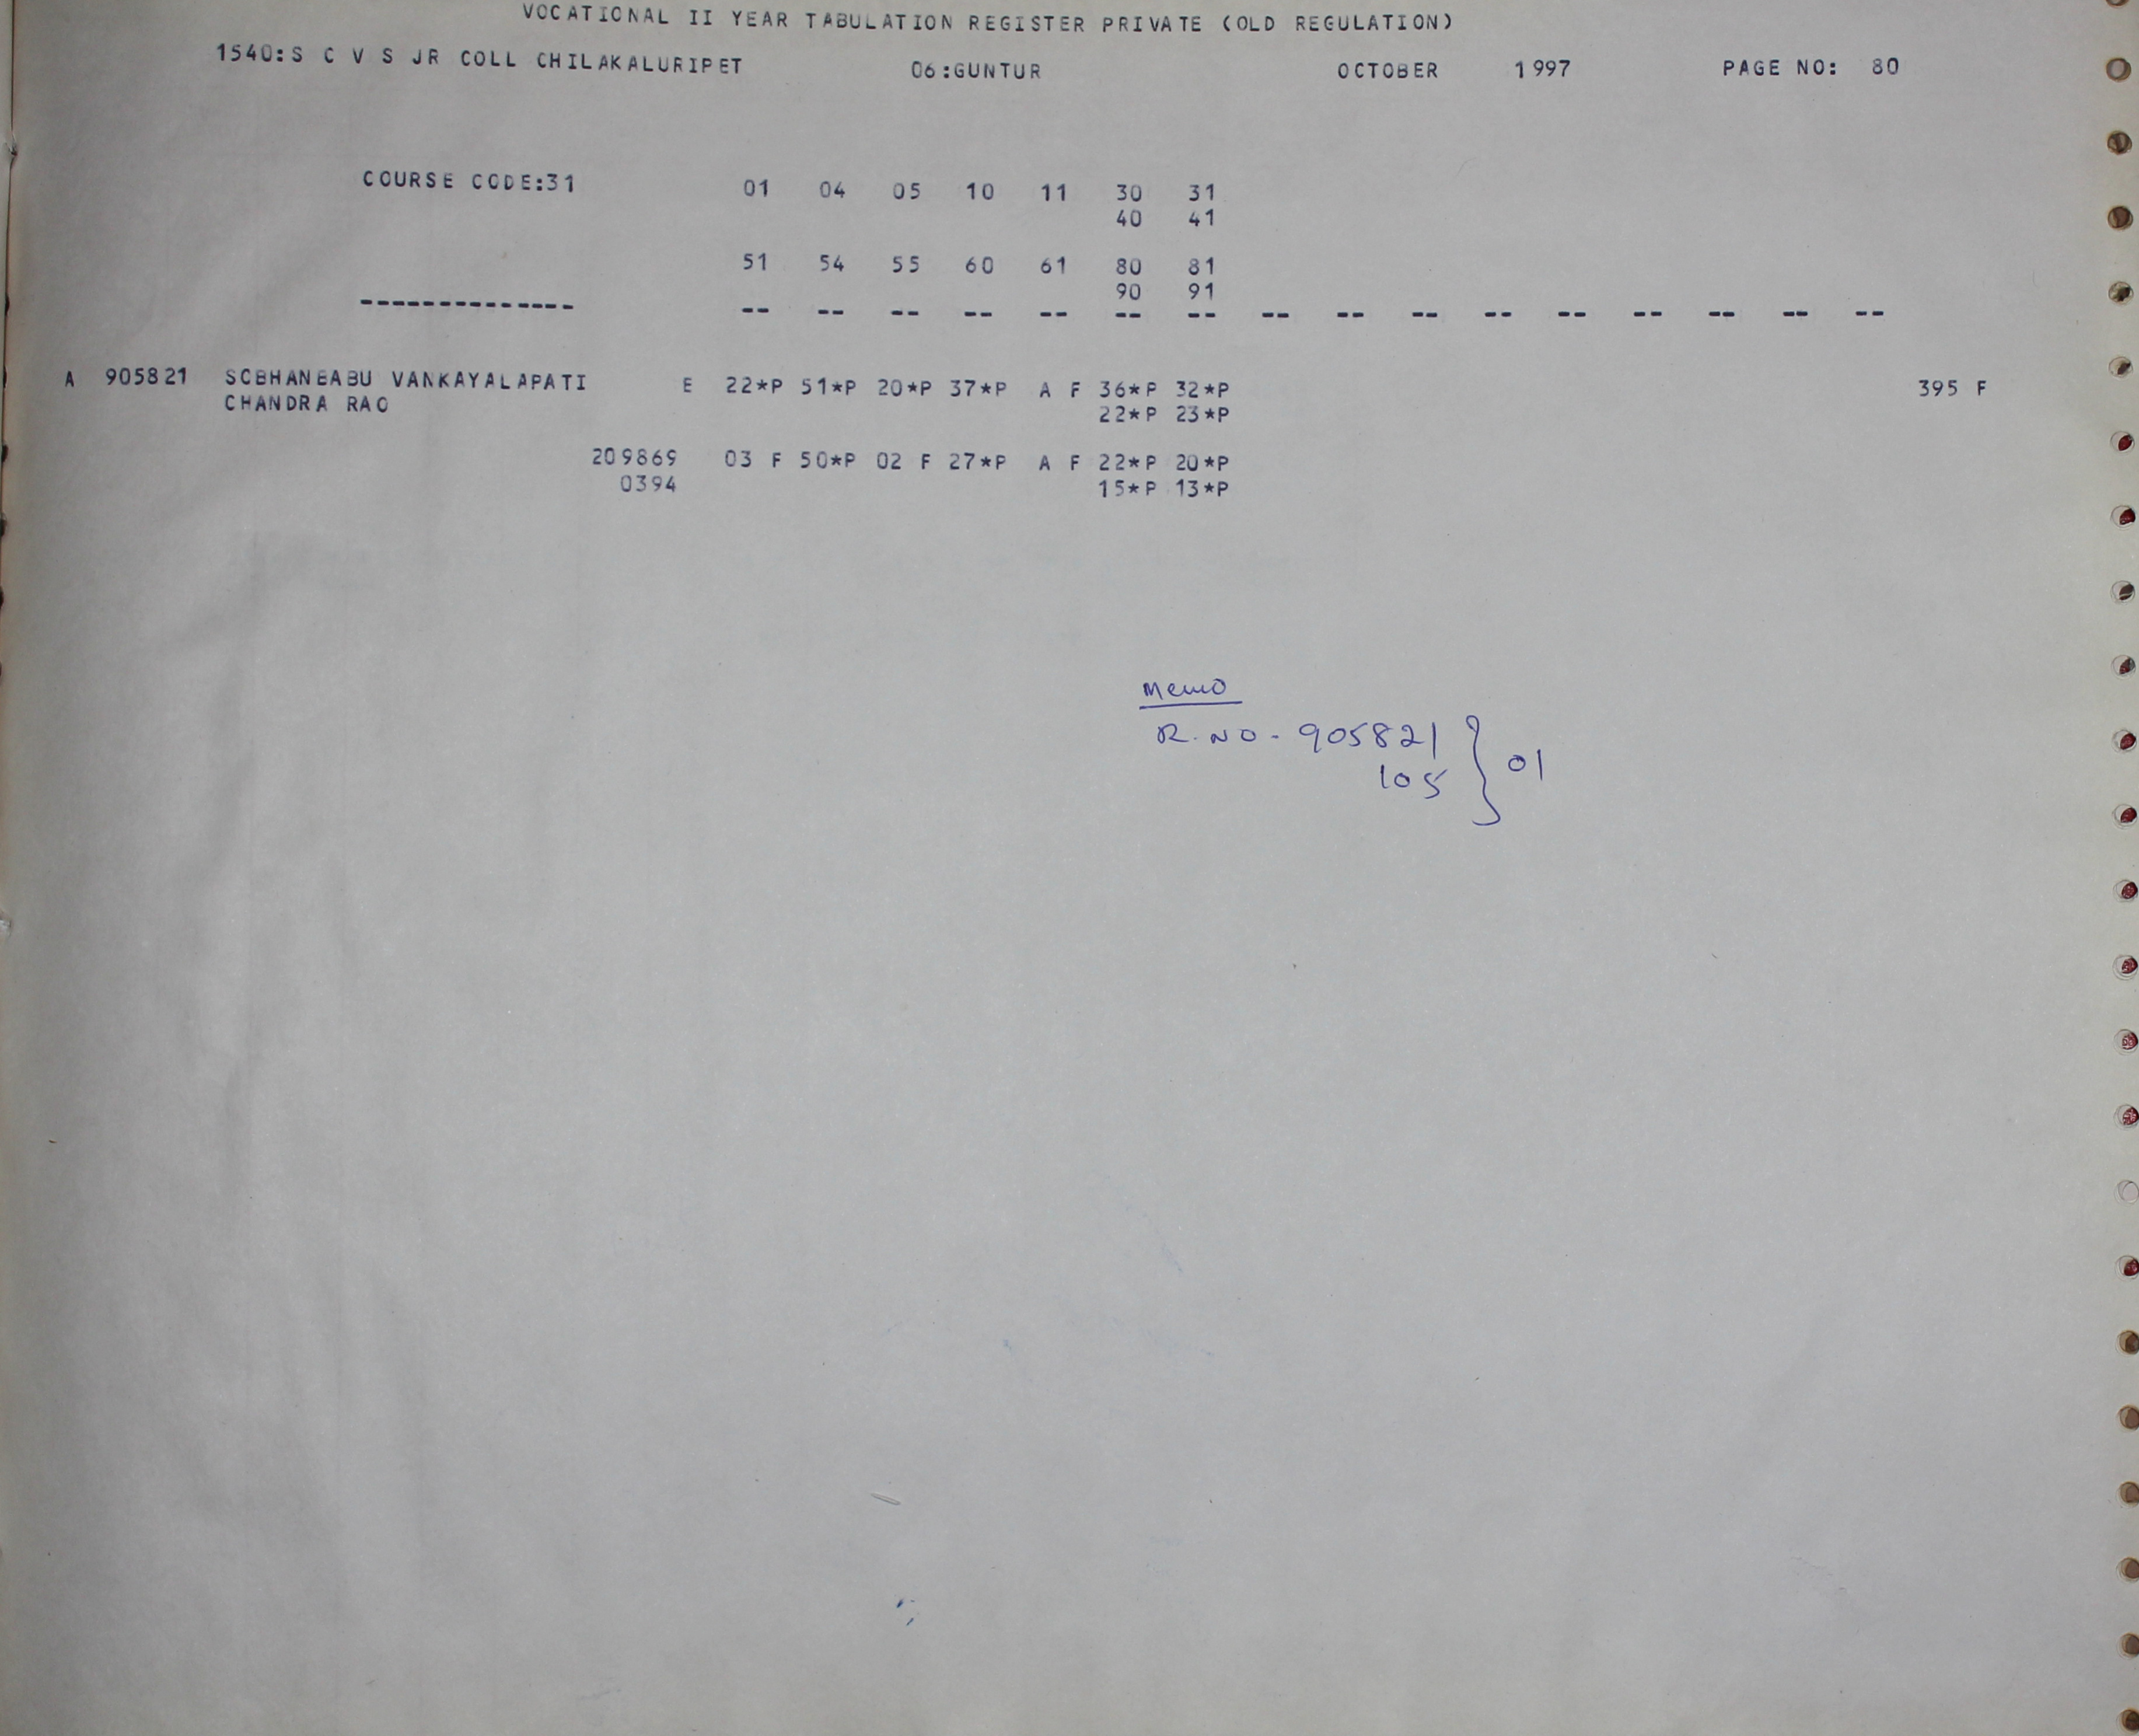 VOCATIONAL II YEAR TABULATION REGISTER PRIVATE (OLD REGULATION)
1540:S C V S JR COLL CHILAKALURIPET 06:GUNTUR OCTOBER 1997 PAGE NO: 80
COURSE CODE:31 01 04 05 10 11 30 31
40 41
51 54 55 60 61 80 81
90 91
-------------- -- -- -- -- -- -- -- -- -- -- -- -- -- -- -- --
A 905821 SOBHANBABU VANKAYALAPATI E 22*P 51*P 20*P 37*P A F 36*P 32*P 395 F
CHANDRA RAO 22*P 23*P
209869 03 F 50*P 02 F 27*P A F 22*P 20*P
0394 15*P 13*P
Memo
R.NO - 905821 } 01
105